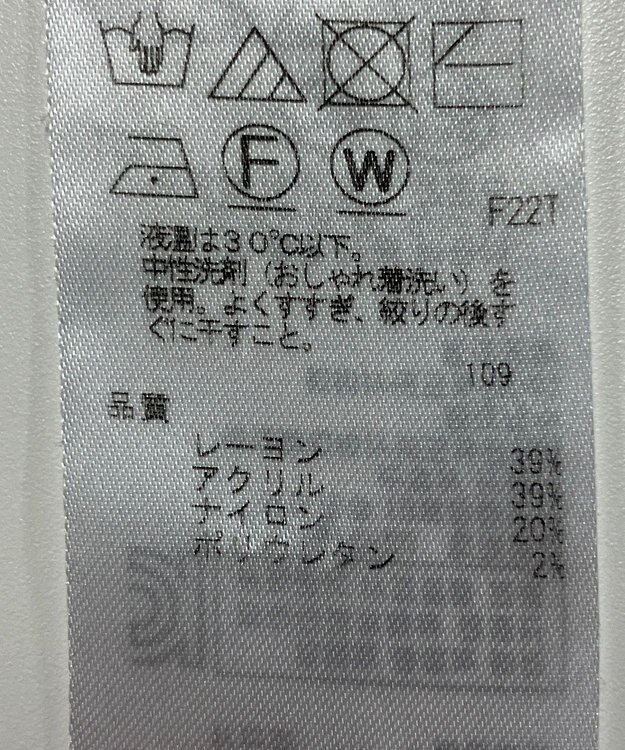 F
W
F22T
液温は30℃以下。
中性洗剤（おしゃれ着洗い）を
使用。よくすすぎ、絞りの後す
ぐに干すこと。
109
品質
レーヨン 39%
アクリル 39%
ナイロン 20%
ポリウレタン 2%